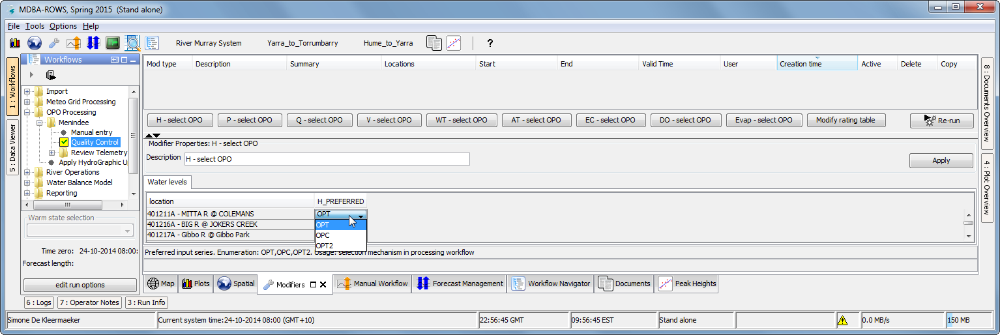 MDBA-ROWS, Spring 2015 (Stand alone)
File Tools Options Help
River Murray System Yarra_to_Torrumbarry Hume_to_Yarra ?
1 : Workflows
5 : Data Viewer
Workflows
Import
Meteo Grid Processing
OPO Processing
Menindee
Manual entry
Quality Control
Review Telemetry
Apply HydroGraphic U
River Operations
Water Balance Model
Reporting
Warm state selection
Time zero: 24-10-2014 08:00:
Forecast length:
edit run options
Mod type Description Summary Locations Start End Valid Time User Creation time Active Delete Copy
H - select OPO P - select OPO Q - select OPO V - select OPO WT - select OPO AT - select OPO EC - select OPO DO - select OPO Evap - select OPO Modify rating table Re-run
Modifier Properties: H - select OPO
Description H - select OPO Apply
Water levels
location H_PREFERRED
401211A - MITTA R @ COLEMANS OPT
401216A - BIG R @ JOKERS CREEK OPT
401217A - Gibbo R @ Gibbo Park OPC
OPT2
Preferred input series. Enumeration: OPT,OPC,OPT2. Usage: selection mechanism in processing workflow
Map Plots Spatial Modifiers Manual Workflow Forecast Management Workflow Navigator Documents Peak Heights
8 : Documents Overview
4 : Plot Overview
6 : Logs 7 : Operator Notes 3 : Run Info
Simone De Kleermaeker Current system time:24-10-2014 08:00 (GMT+10) 22:56:45 GMT 09:56:45 EST Stand alone 0.0 MB/s 150 MB